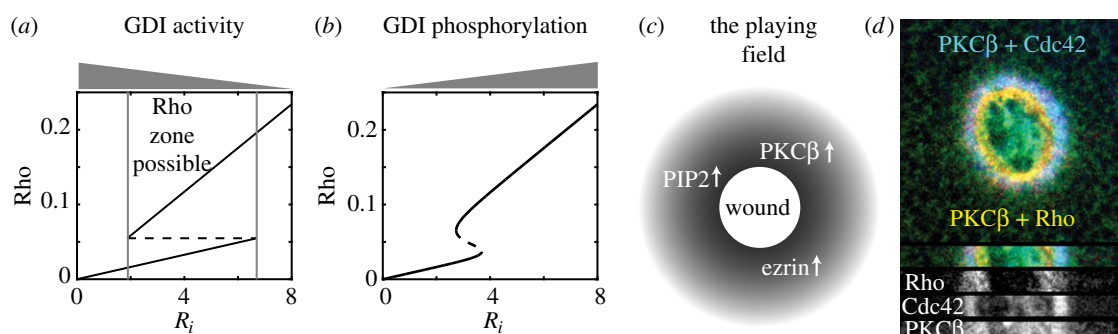 (a) GDI activity
Rho
0.2
0.1
0
Rho
zone
possible
0 4 8
R_i
(b) GDI phosphorylation
Rho
0.2
0.1
0
0 4 8
R_i
(c) the playing
field
PKCβ↑
PIP2↑
wound
ezrin↑
(d)
PKCβ + Cdc42
PKCβ + Rho
Rho
Cdc42
PKCβ